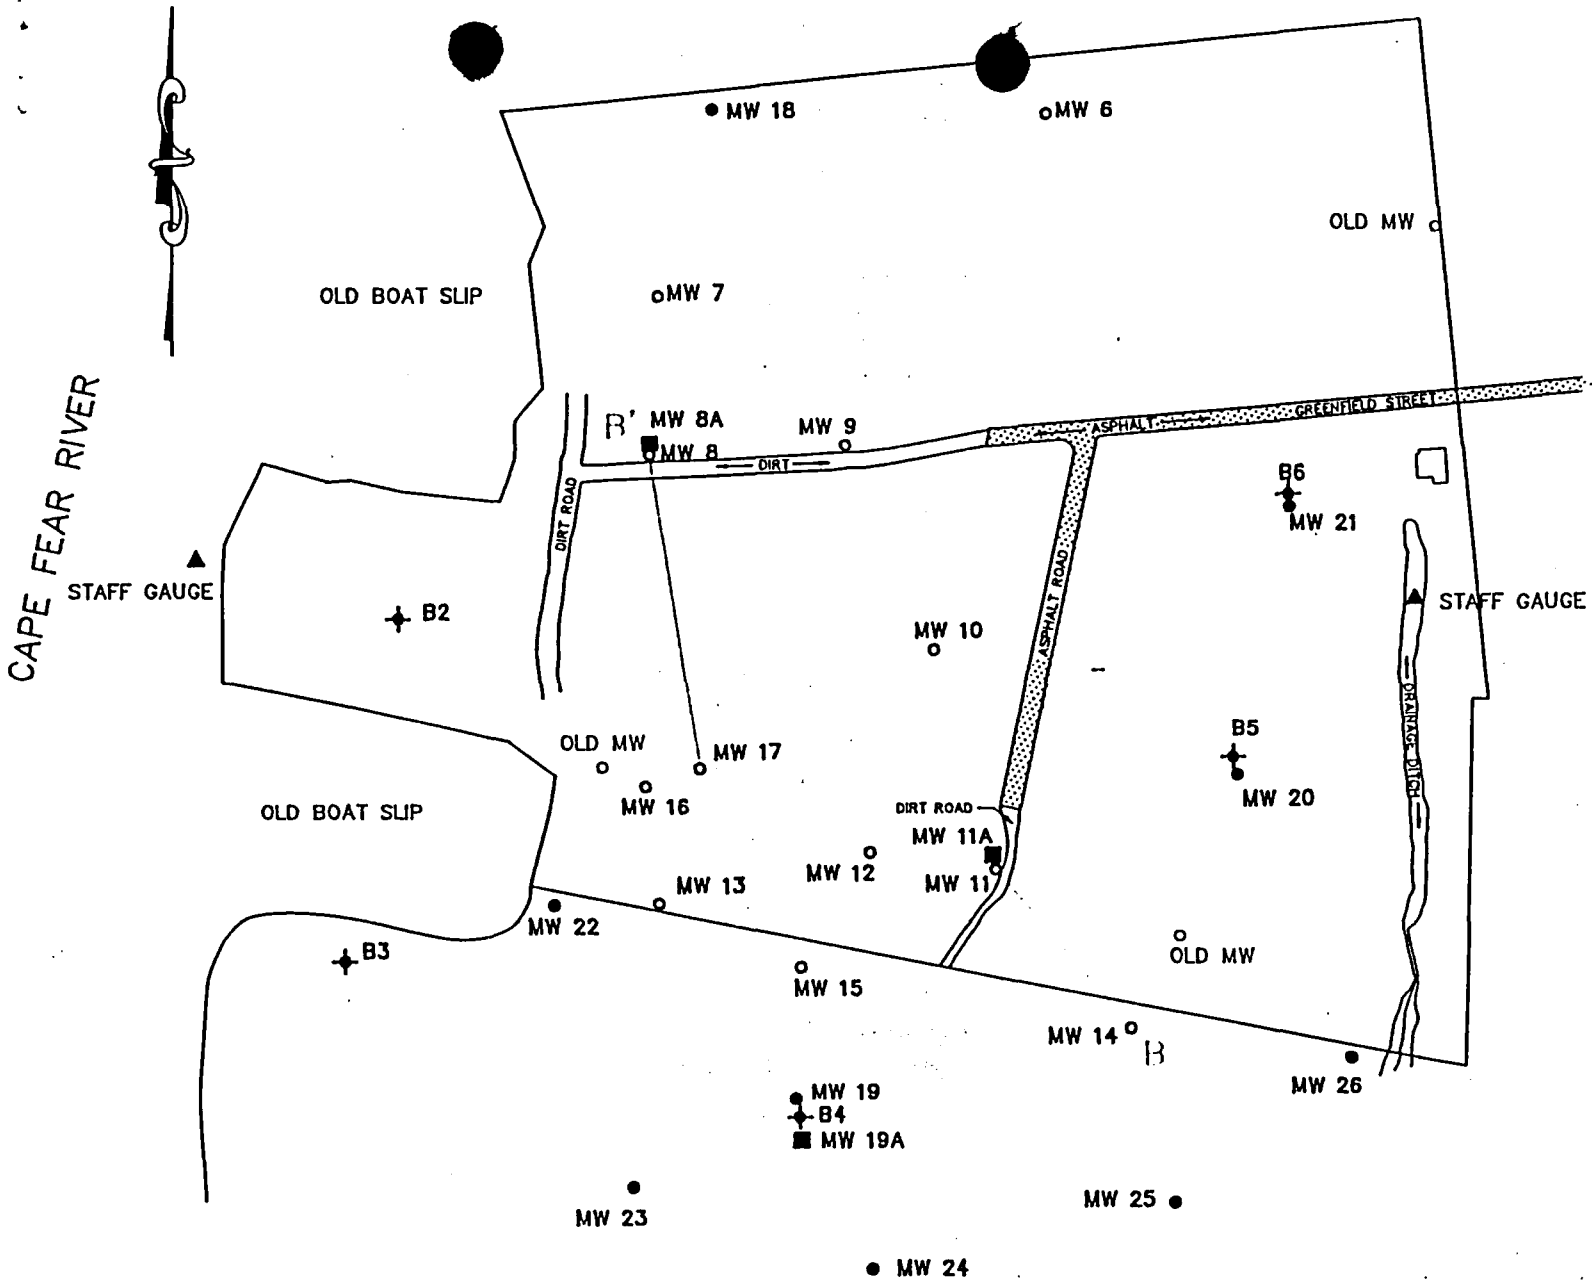 MW 18
MW 6
OLD MW
OLD BOAT SLIP
MW 7
CAPE FEAR RIVER
GREENFIELD STREET
ASPHALT
B'
MW 8A
MW 9
MW 8
DIRT
B6
MW 21
DIRT ROAD
STAFF GAUGE
B2
ASPHALT ROAD
STAFF GAUGE
MW 10
DRAINAGE DITCH
OLD MW
MW 17
B5
MW 16
MW 20
OLD BOAT SLIP
DIRT ROAD
MW 11A
MW 12
MW 11
MW 13
MW 22
B3
OLD MW
MW 15
MW 14
B
MW 26
MW 19
B4
MW 19A
MW 25
MW 23
MW 24